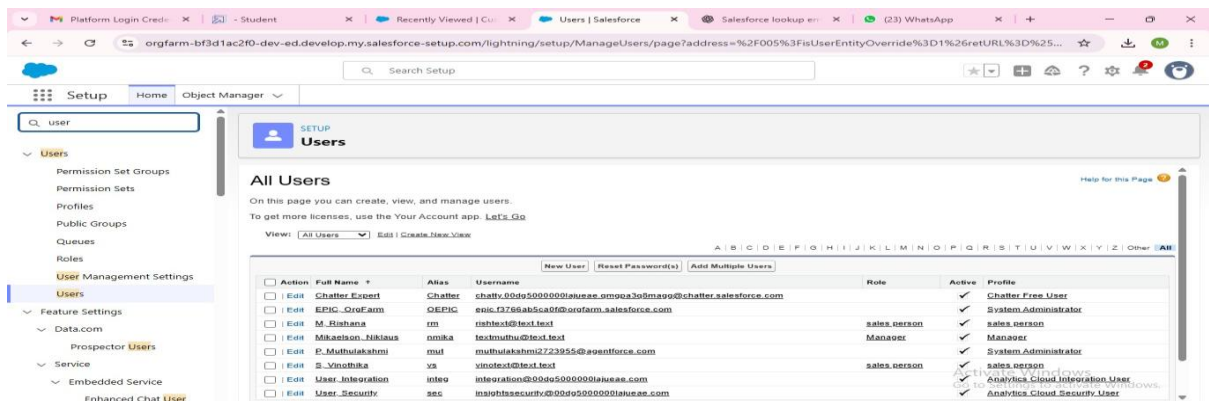 Platform Login Crede
- Student
Recently Viewed | Cu
Users | Salesforce
Salesforce lookup err
(23) WhatsApp
orgfarm-bf3d1ac2f0-dev-ed.develop.my.salesforce-setup.com/lightning/setup/ManageUsers/page?address=%2F005%3FisUserEntityOverride%3D1%26retURL%3D%25...
M
Search Setup
2
Setup Home Object Manager
user
Users
Permission Set Groups
Permission Sets
Profiles
Public Groups
Queues
Roles
User Management Settings
Users
Feature Settings
Data.com
Prospector Users
Service
Embedded Service
Enhanced Chat User
SETUP
Users
All Users
Help for this Page
On this page you can create, view, and manage users.
To get more licenses, use the Your Account app. Let's Go
View: All Users Edit | Create New View
A | B | C | D | E | F | G | H | I | J | K | L | M | N | O | P | Q | R | S | T | U | V | W | X | Y | Z | Other All
New User Reset Password(s) Add Multiple Users
Action Full Name ↑ Alias Username Role Active Profile
| Edit Chatter Expert Chatter chatty.00dg5000000lajueae.qmgpa3q8magg@chatter.salesforce.com Chatter Free User
| Edit EPIC, OrgFarm OEPIC epic.f3766ab5ca0f@orgfarm.salesforce.com System Administrator
| Edit M, Rishana rm rishtext@text.text sales person sales person
| Edit Mikaelson, Niklaus nmika textmuthu@text.text Manager Manager
| Edit P, Muthulakshmi mut muthulakshmi2723955@agentforce.com System Administrator
| Edit S, Vinothika vs vinotext@text.text sales person sales person
| Edit User, Integration integ integration@00dg5000000lajueae.com Analytics Cloud Integration User
| Edit User, Security sec insightssecurity@00dg5000000lajueae.com Analytics Cloud Security User
Activate Windows
Go to Settings to activate Windows.